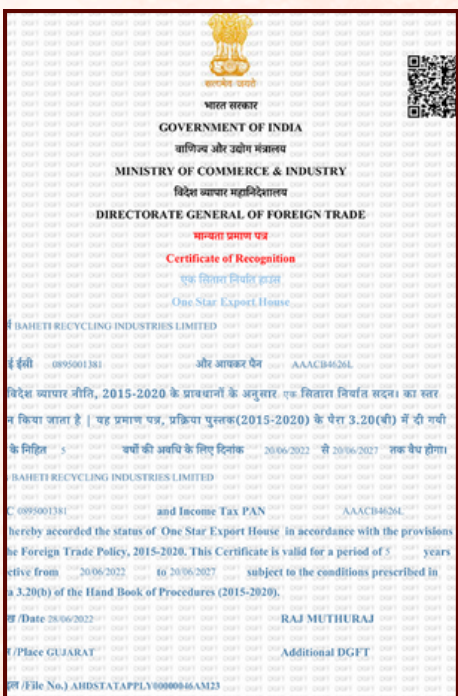 सत्यमेव जयते
भारत सरकार
GOVERNMENT OF INDIA
वाणिज्य और उद्योग मंत्रालय
MINISTRY OF COMMERCE & INDUSTRY
विदेश व्यापार महानिदेशालय
DIRECTORATE GENERAL OF FOREIGN TRADE
मान्यता प्रमाण पत्र
Certificate of Recognition
एक सितारा निर्यात हाउस
One Star Export House
BAHETI RECYCLING INDUSTRIES LIMITED
ई ईसी 0895001381 और आयकर पैन AAACB4626L
विदेश व्यापार नीति, 2015-2020 के प्रावधानों के अनुसार एक सितारा निर्यात सदन। का स्तर
न किया जाता है | यह प्रमाण पत्र, प्रक्रिया पुस्तक(2015-2020) के पैरा 3.20(बी) में दी गयी
के निहित 5 वर्षो की अवधि के लिए दिनांक 20/06/2022 से 20/06/2027 तक वैध होगा।
BAHETI RECYCLING INDUSTRIES LIMITED
C 0895001381 and Income Tax PAN AAACB4626L
hereby accorded the status of One Star Export House in accordance with the provisions
he Foreign Trade Policy, 2015-2020. This Certificate is valid for a period of 5 years
ctive from 20/06/2022 to 20/06/2027 subject to the conditions prescribed in
a 3.20(b) of the Hand Book of Procedures (2015-2020).
/Date 28/06/2022 RAJ MUTHURAJ
/Place GUJARAT Additional DGFT
/File No.) AHDSTATAPPLY00000046AM23